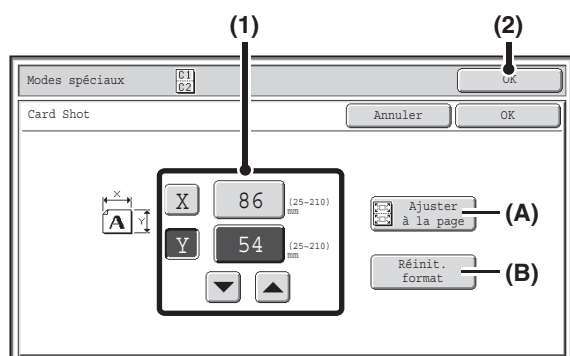 (1)
(2)
Modes spéciaux
C1
C2
OK
Card Shot
Annuler
OK
X
86
(25~210)
mm
X
A
Y
Y
54
(25~210)
mm
Ajuster
à la page
(A)
Réinit.
format
(B)